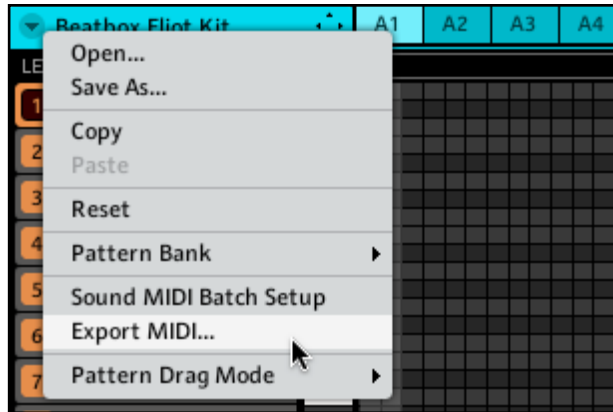 Beatbox Eliot Kit
A1 A2 A3 A4
LE
Open...
Save As...
Copy
Paste
Reset
Pattern Bank
Sound MIDI Batch Setup
Export MIDI...
Pattern Drag Mode
1
2
3
4
5
6
7